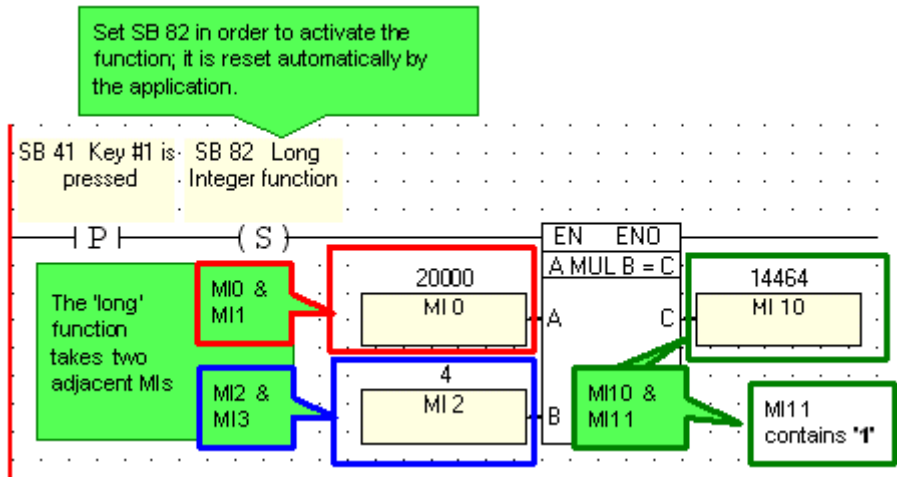 Set SB 82 in order to activate the
function; it is reset automatically by
the application.
SB 41 Key #1 is
pressed
SB 82 Long
Integer function
P
(S)
EN ENO
A MUL B = C
The 'long'
function
takes two
adjacent MIs
MI0 &
MI1
20000
MI 0
A
C
14464
MI 10
MI2 &
MI3
4
MI 2
B
MI10 &
MI11
MI11
contains "1"